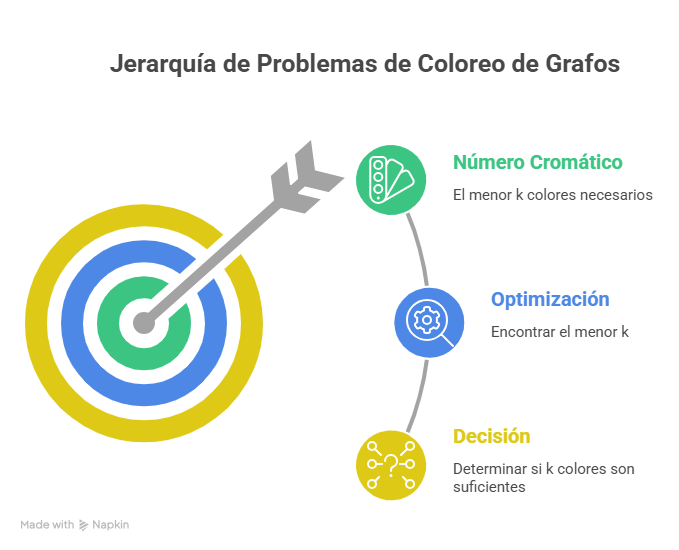 Jerarquía de Problemas de Coloreo de Grafos
Número Cromático
El menor k colores necesarios
Optimización
Encontrar el menor k
Decisión
Determinar si k colores son
suficientes
Made with Napkin